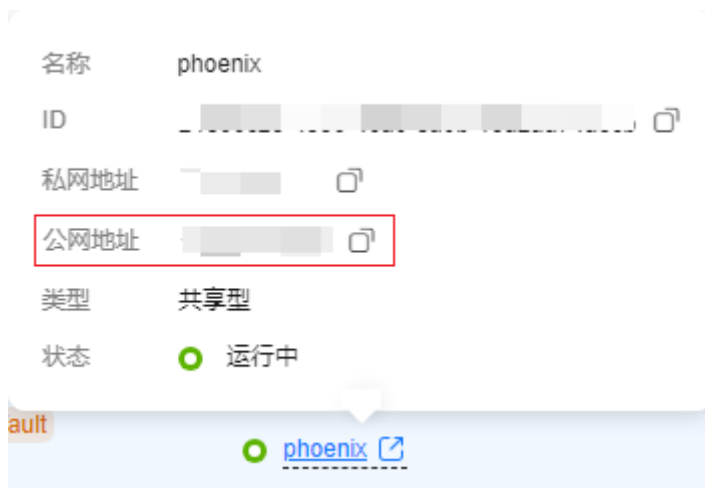 名称 phoenix
ID
私网地址
公网地址
类型 共享型
状态 运行中
ault
phoenix